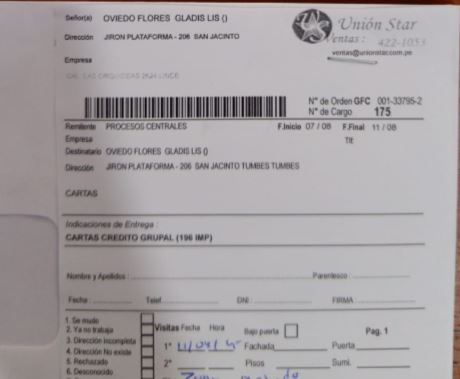 Señor(a) OVIEDO FLORES GLADIS LIS ()
Dirección JIRON PLATAFORMA - 206 SAN JACINTO
Empresa
Unión Star
Ventas: 422-1053
ventas@unionstar.com.pe
N° de Orden GFC 001-33795-2
N° de Cargo 175
Remitente PROCESOS CENTRALES F.Inicio 07 / 08 F.Final 11 / 08
Empresa Tlf
Destinatario OVIEDO FLORES GLADIS LIS ()
Dirección JIRON PLATAFORMA - 206 SAN JACINTO TUMBES TUMBES
CARTAS
Indicaciones de Entrega :
CARTAS CREDITO GRUPAL (196 IMP)
Nombre y Apellidos : Parentesco :
Fecha : Telef. DNI : FIRMA :
1. Se mudo
2. Ya no trabaja Visitas Fecha Hora Bajo puerta Pag. 1
3. Dirección incompleta 1° 11/08/ Fachada Puerta
4. Dirección No existe
5. Rechazado 2° Pisos Sumi.
6. Desconocido